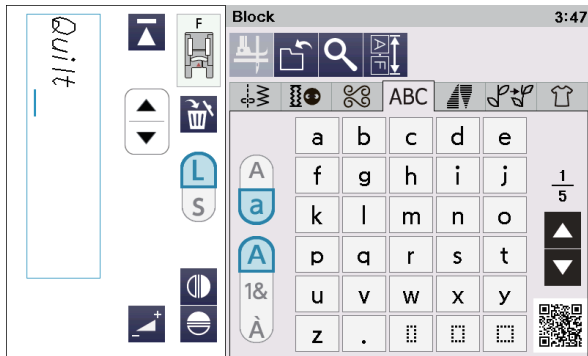 Quilt
F
L
S
Block 3:47
ABC
A
a
A
1&
À
a b c d e
f g h i j
k l m n o
p q r s t
u v w x y
z .
1
5